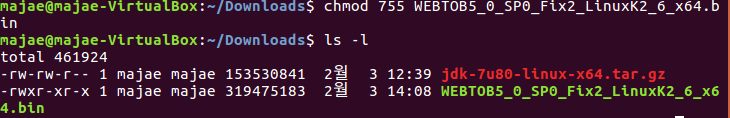 majae@majae-VirtualBox:~/Downloads$ chmod 755 WEBTOB5_0_SP0_Fix2_LinuxK2_6_x64.b
in
majae@majae-VirtualBox:~/Downloads$ ls -l
total 461924
-rw-rw-r-- 1 majae majae 153530841  2월  3 12:39 jdk-7u80-linux-x64.tar.gz
-rwxr-xr-x 1 majae majae 319475183  2월  3 14:08 WEBTOB5_0_SP0_Fix2_LinuxK2_6_x6
4.bin